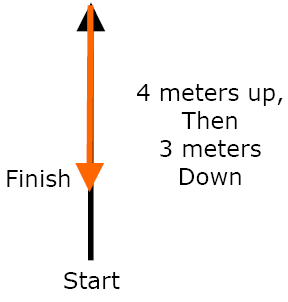 4 meters up,
Then
3 meters
Down
Finish
Start